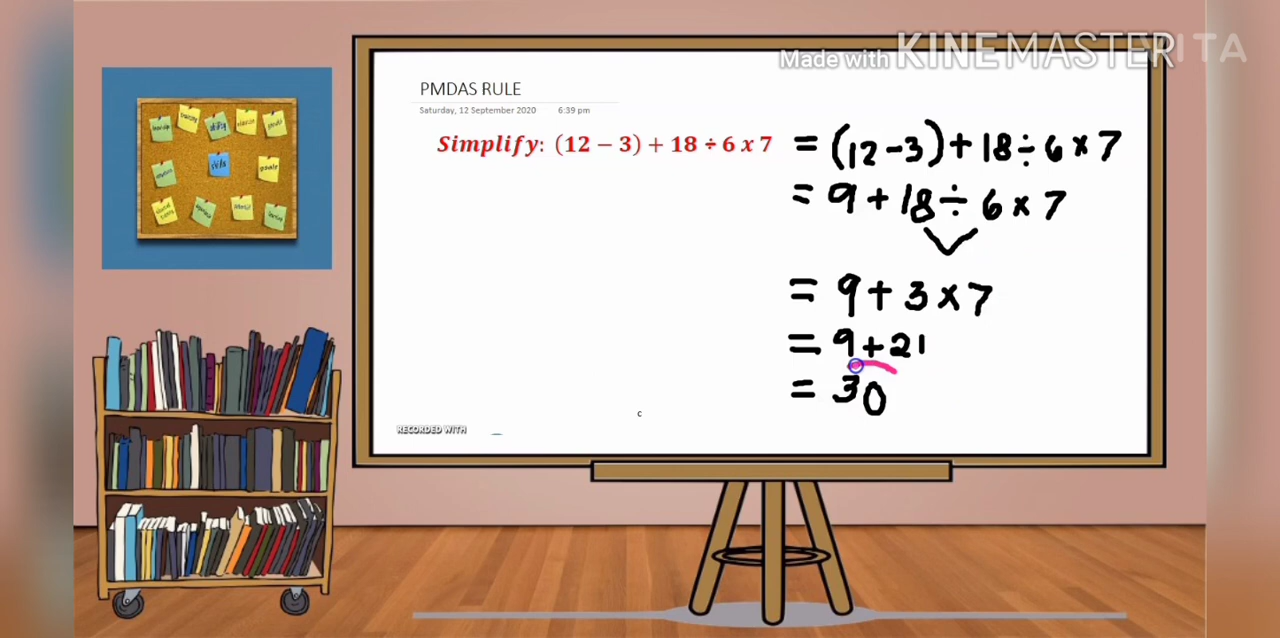 Made with KINEMASTER
PMDAS RULE
Saturday, 12 September 2020 6:39 pm
Simplify: (12 − 3) + 18 ÷ 6 x 7
= (12-3)+18÷6×7
= 9+18÷6×7
= 9+3×7
= 9+21
= 30
c
RECORDED WITH
skills